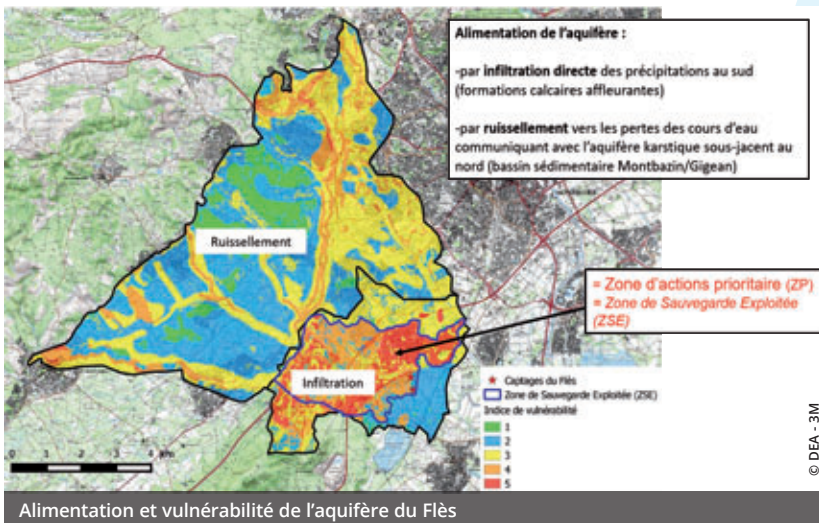 Alimentation de l'aquifère :
-par infiltration directe des précipitations au sud
(formations calcaires affleurantes)
-par ruissellement vers les pertes des cours d'eau
communiquant avec l'aquifère karstique sous-jacent au
nord (bassin sédimentaire Montbazin/Gigean)
Ruissellement
= Zone d'actions prioritaire (ZP)
= Zone de Sauvegarde Exploitée
(ZSE)
Infiltration
Captages du Flès
Zone de Sauvegarde Exploitée (ZSE)
Indice de vulnérabilité
1
2
3
4
5
0 1 2 3 4 km
© DEA - 3M
Alimentation et vulnérabilité de l'aquifère du Flès